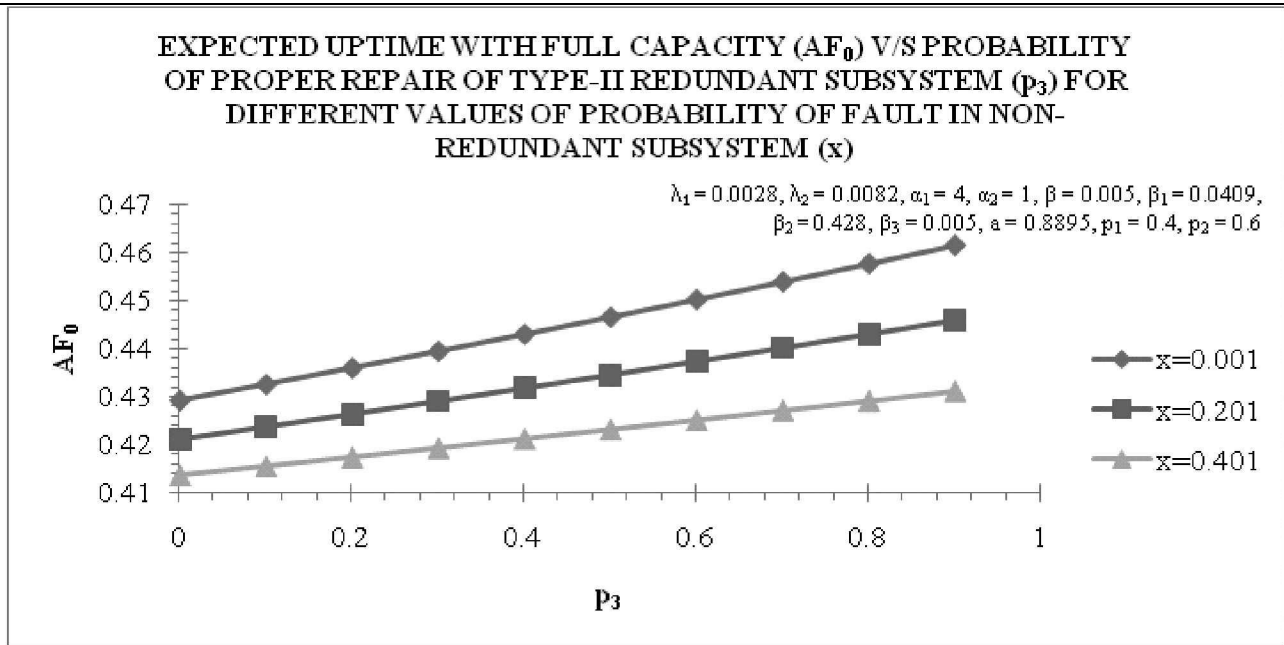 EXPECTED UPTIME WITH FULL CAPACITY (AF₀) V/S PROBABILITY
OF PROPER REPAIR OF TYPE-II REDUNDANT SUBSYSTEM (p₃) FOR
DIFFERENT VALUES OF PROBABILITY OF FAULT IN NON-
REDUNDANT SUBSYSTEM (x)
λ₁ = 0.0028, λ₂ = 0.0082, α₁ = 4, α₂ = 1, β = 0.005, β₁ = 0.0409,
β₂ = 0.428, β₃ = 0.005, a = 0.8895, p₁ = 0.4, p₂ = 0.6
0.47
0.46
0.45
0.44
0.43
0.42
0.41
AF₀
x=0.001
x=0.201
x=0.401
0 0.2 0.4 0.6 0.8 1
p₃